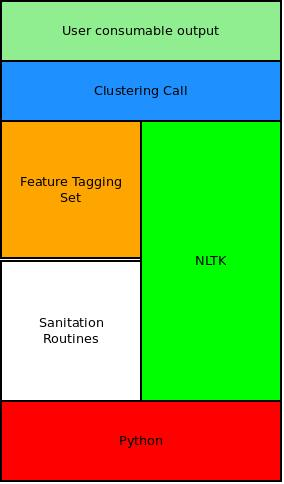 User consumable output
Clustering Call
Feature Tagging
Set
NLTK
Sanitation
Routines
Python